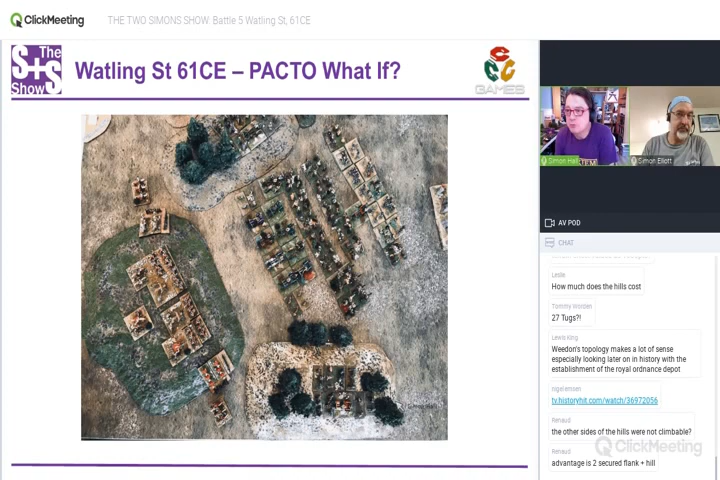 ClickMeeting
THE TWO SIMONS SHOW: Battle 5 Watling St, 61CE
The
S+S
Show
Watling St 61CE – PACTO What If?
GAMES
Simon Hall
Simon Elliott
AV POD
CHAT
Leslie
How much does the hills cost
Tommy Worden
27 Tugs?!
Lewis King
Weedon's topology makes a lot of sense
especially looking later on in history with the
establishment of the royal ordnance depot
nigel emsen
tv.historyhit.com/watch/36972056
Renaud
the other sides of the hills were not climbable?
Renaud
advantage is 2 secured flank + hill
ClickMeeting